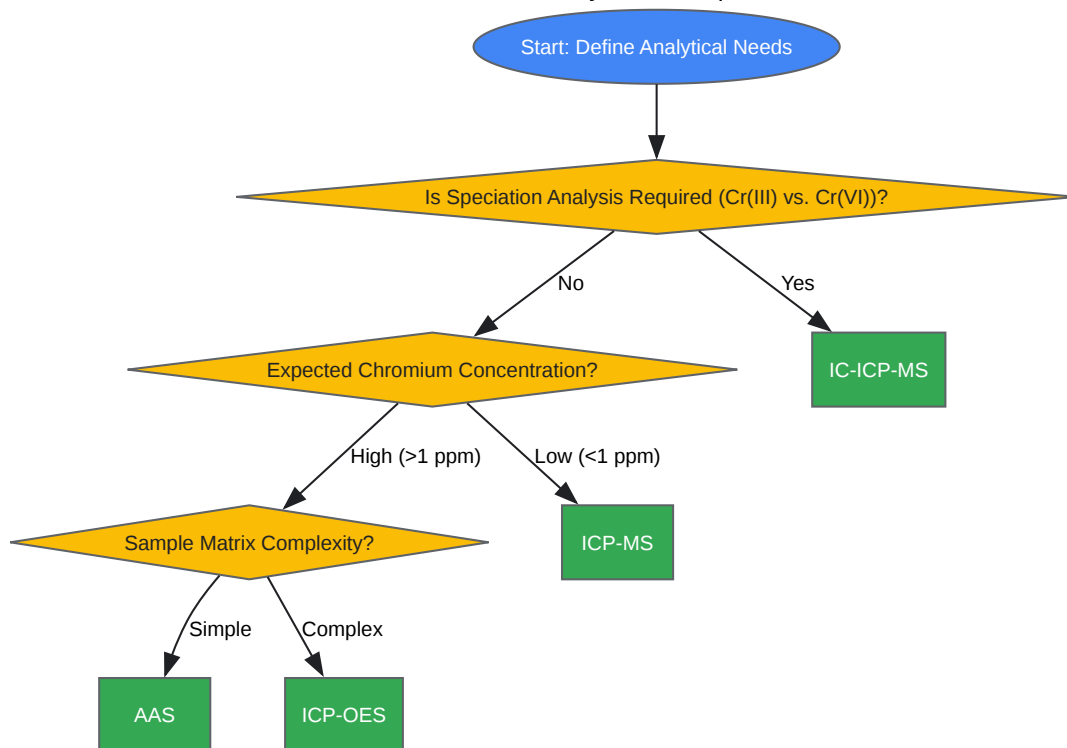 Start: Define Analytical Needs
Is Speciation Analysis Required (Cr(III) vs. Cr(VI))?
No
Yes
Expected Chromium Concentration?
IC-ICP-MS
High (>1 ppm)
Low (<1 ppm)
Sample Matrix Complexity?
ICP-MS
Simple
Complex
AAS
ICP-OES